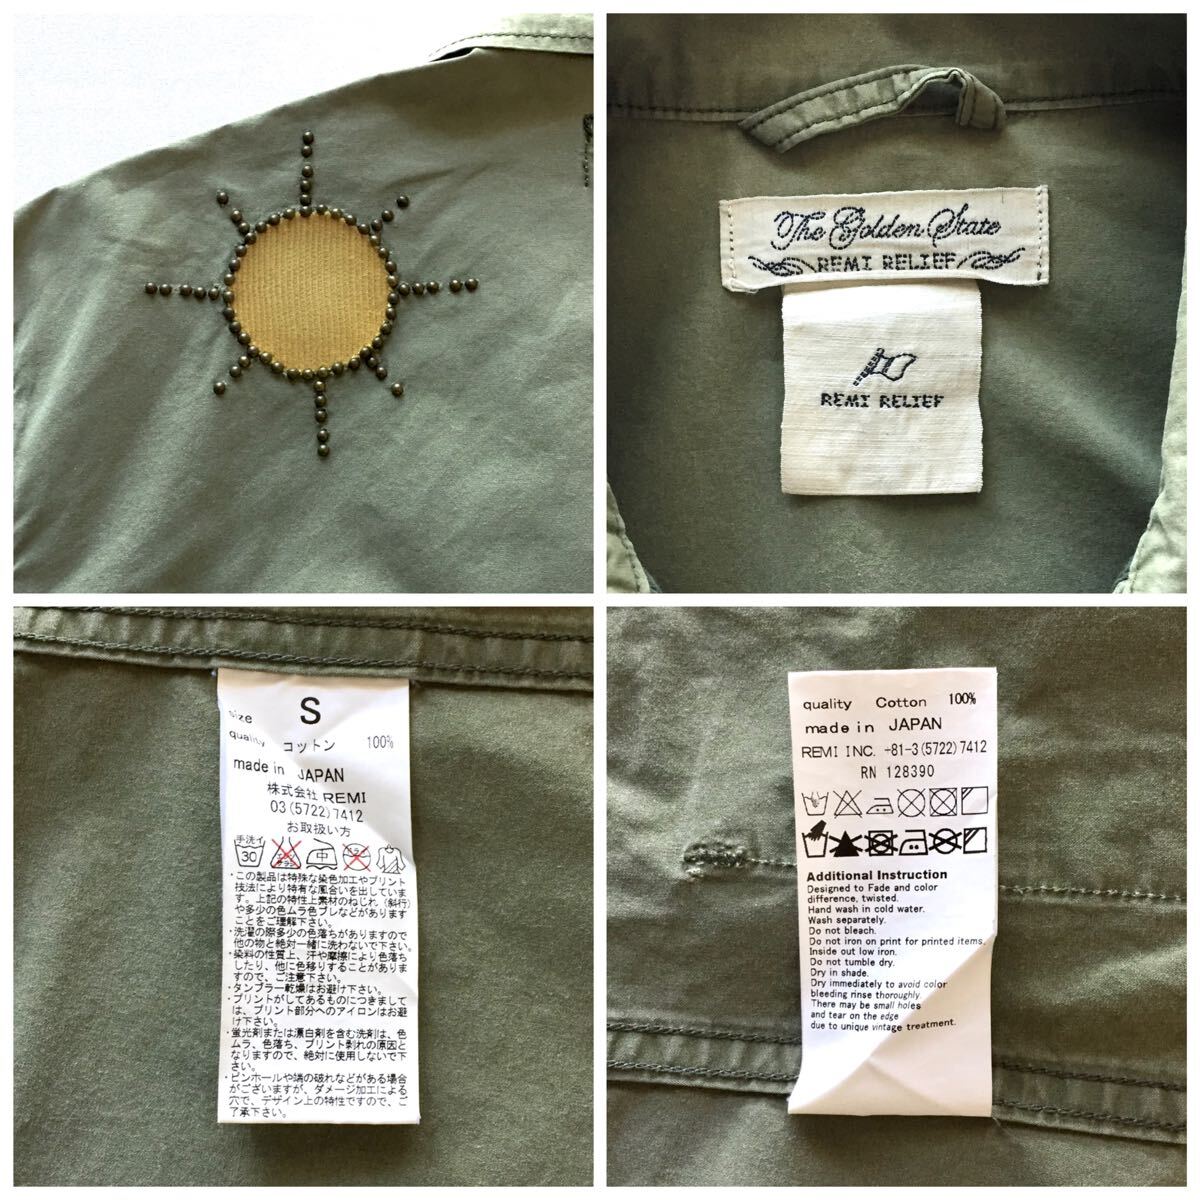 The Golden State
REMI RELIEF
REMI RELIEF
size S
quality コットン 100%
made in JAPAN
株式会社 REMI
03(5722)7412
お取扱い方
手洗イ
30
中
・この製品は特殊な染色加工やプリント
技法により特有な風合いを出しています
。上記の特性上素材のねじれ(斜行)
や多少の色ムラ色ブレなどがあります
ことをご理解下さい。
・洗濯の際多少の色落ちがありますので
他の物と絶対一緒に洗わないで下さい。
・染料の性質上、汗や摩擦により色落ち
したり、他に色移りすることがありま
すので、ご注意下さい。
・タンブラー乾燥はお避け下さい。
・プリントがしてあるものにつきまして
は、プリント部分へのアイロンはお避
け下さい。
・蛍光剤または漂白剤を含む洗剤は、色
ムラ、色落ち、プリント剥れの原因と
なりますので、絶対に使用しないで下
さい。
・ピンホールや端の破れなどがある場合
がございますが、ダメージ加工による
穴で、デザイン上の特性ですので、ご
了承下さい。
quality Cotton 100%
made in JAPAN
REMI INC. +81-3(5722)7412
RN 128390
Additional Instruction
Designed to Fade and color
difference, twisted.
Hand wash in cold water.
Wash separately.
Do not bleach.
Do not iron on print for printed items.
Inside out low iron.
Do not tumble dry.
Dry in shade.
Dry immediately to avoid color
bleeding rinse thoroughly.
There may be small holes
and tear on the edge
due to unique vintage treatment.